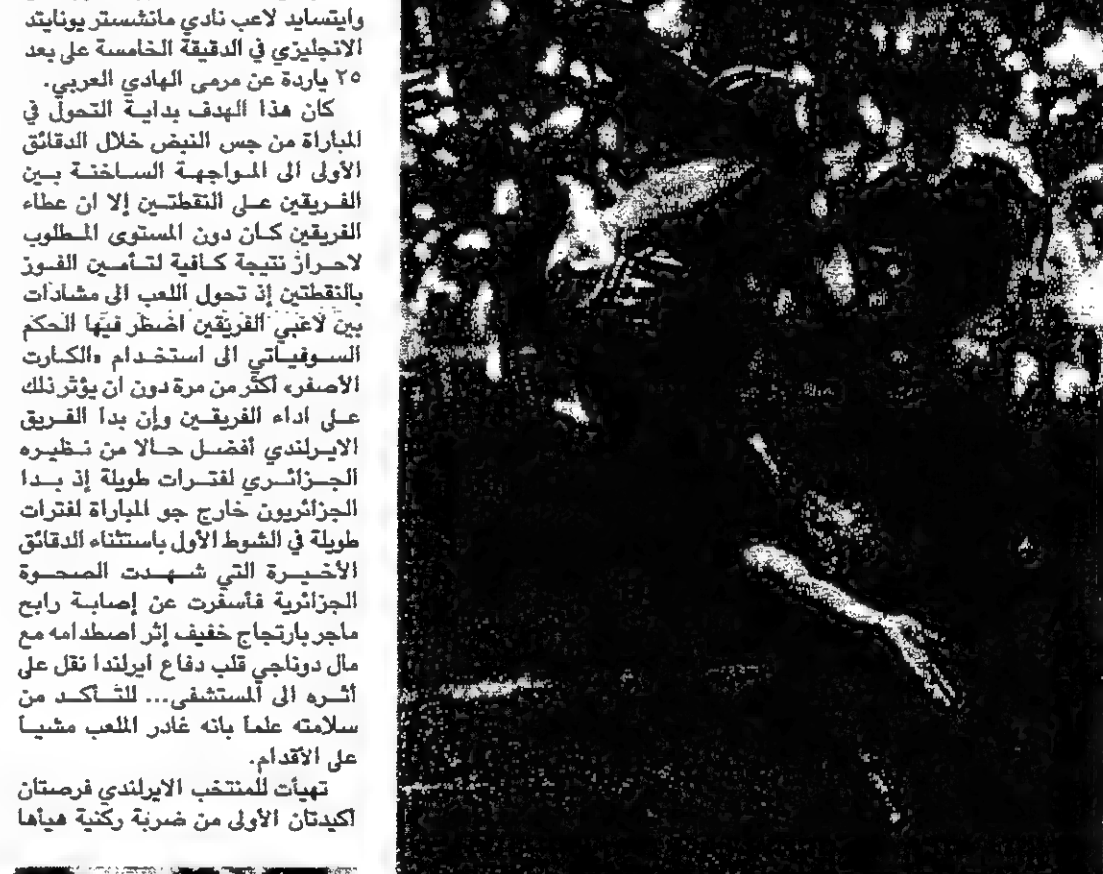 وايتسايد لاعب نادي مانشستر يونايتد
الانجليزي في الدقيقة الخامسة على بعد
٢٥ ياردة عن مرمى الهادي العربي.
كان هذا الهدف بداية التحول في
المباراة من جس النبض خلال الدقائق
الأولى الى المواجهة الساخنة بين
الفريقين على النقطتين إلا ان عطاء
الفريقين كان دون المستوى المطلوب
لاحراز نتيجة كافية لتأمين الفوز
بالنقطتين إذ تحول اللعب الى مشادات
بين لاعبي الفريقين اضطر فيها الحكم
السوفياتي الى استخدام «الكارت
الأصفر» اكثر من مرة دون ان يؤثر ذلك
على اداء الفريقين وإن بدا الفريق
الايرلندي أفضل حالا من نظيره
الجزائري لفترات طويلة إذ بدا
الجزائريون خارج جو المباراة لفترات
طويلة في الشوط الأول باستثناء الدقائق
الأخيرة التي شهدت الصحوة
الجزائرية فأسفرت عن إصابة رابح
ماجر بارتجاج خفيف إثر اصطدامه مع
مال دوناجي قلب دفاع ايرلندا نقل على
أثره الى المستشفى... للتأكد من
سلامته علماً بانه غادر الملعب مشياً
على الأقدام.
تهيأت للمنتخب الايرلندي فرصتان
أكيدتان الأولى من ضربة ركنية هيأها